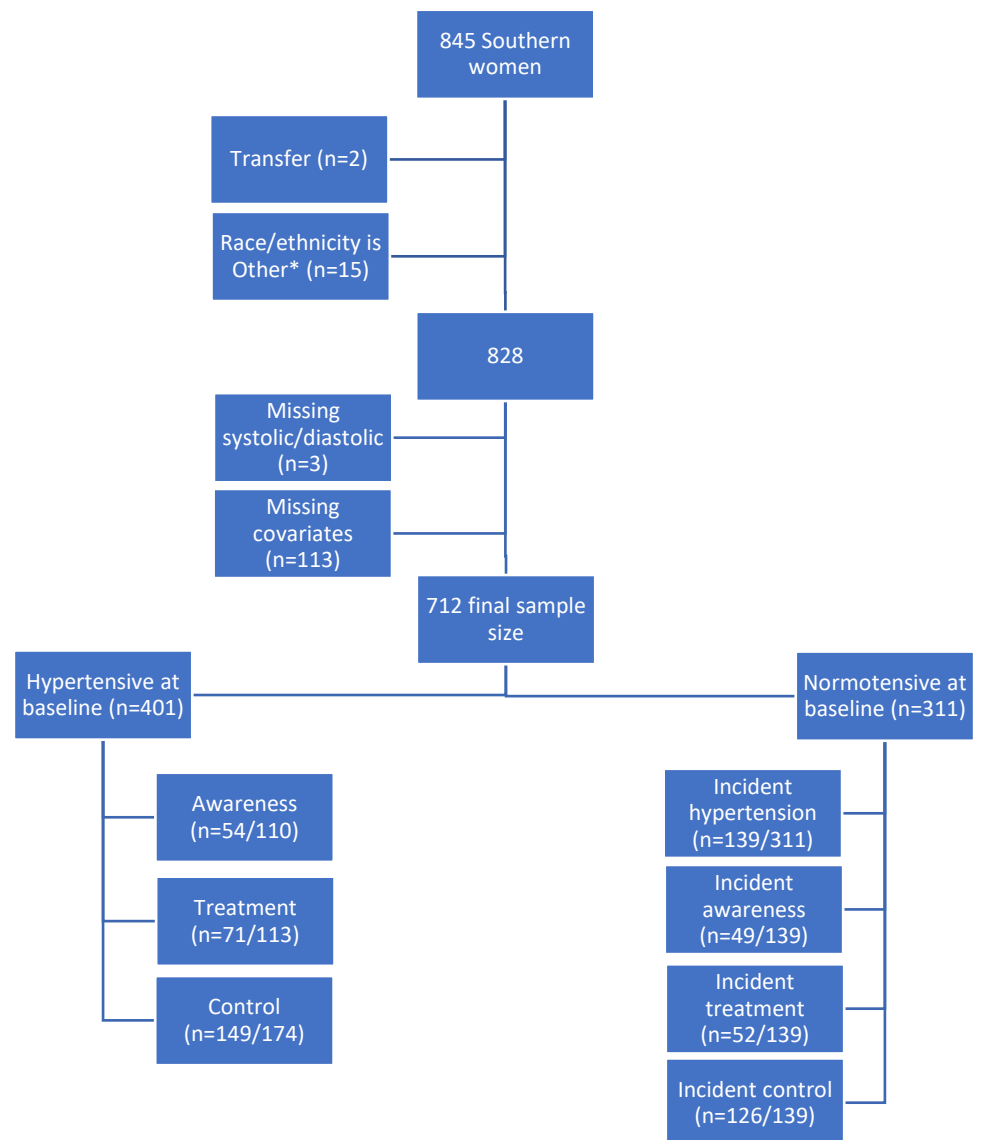 845 Southern
women
Transfer (n=2)
Race/ethnicity is
Other* (n=15)
828
Missing
systolic/diastolic
(n=3)
Missing
covariates
(n=113)
712 final sample
size
Hypertensive at
baseline (n=401)
Awareness
(n=54/110)
Treatment
(n=71/113)
Control
(n=149/174)
Normotensive at
baseline (n=311)
Incident
hypertension
(n=139/311)
Incident
awareness
(n=49/139)
Incident
treatment
(n=52/139)
Incident control
(n=126/139)